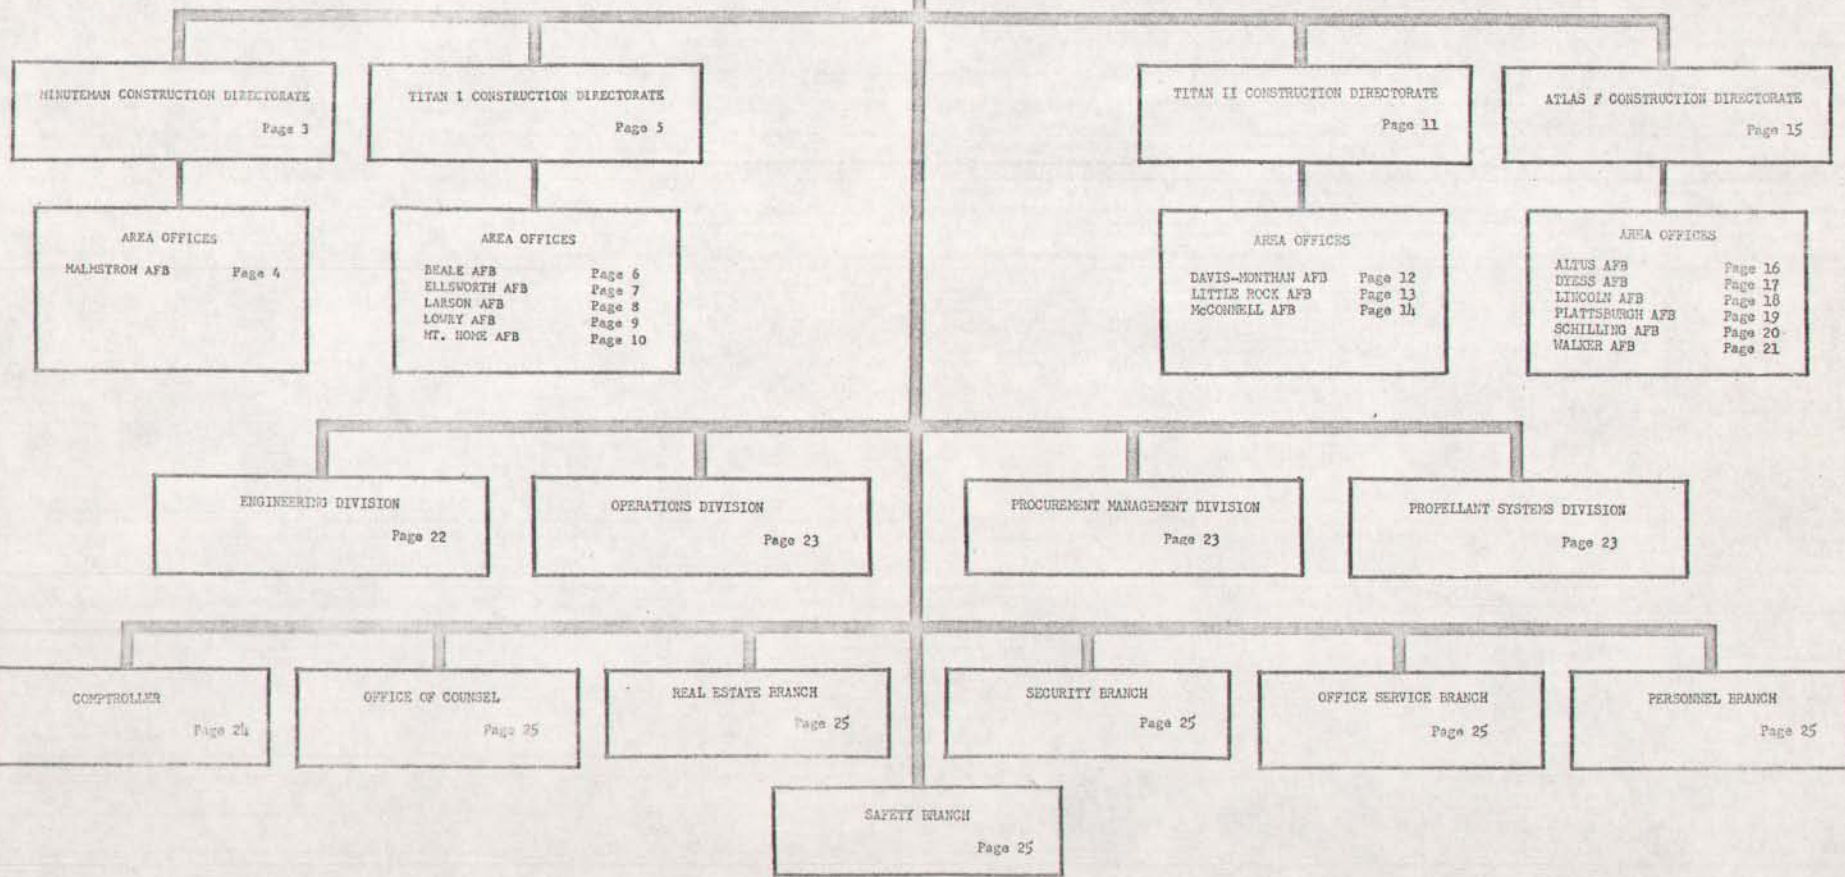 MINUTEMAN CONSTRUCTION DIRECTORATE
Page 3
TITAN I CONSTRUCTION DIRECTORATE
Page 5
TITAN II CONSTRUCTION DIRECTORATE
Page 11
ATLAS F CONSTRUCTION DIRECTORATE
Page 15
AREA OFFICES
MALMSTROM AFB Page 4
AREA OFFICES
BEALE AFB Page 6
ELLSWORTH AFB Page 7
LARSON AFB Page 8
LOWRY AFB Page 9
MT. HOME AFB Page 10
AREA OFFICES
DAVIS-MONTHAN AFB Page 12
LITTLE ROCK AFB Page 13
McCONNELL AFB Page 14
AREA OFFICES
ALTUS AFB Page 16
DYESS AFB Page 17
LINCOLN AFB Page 18
PLATTSBURGH AFB Page 19
SCHILLING AFB Page 20
WALKER AFB Page 21
ENGINEERING DIVISION
Page 22
OPERATIONS DIVISION
Page 23
PROCUREMENT MANAGEMENT DIVISION
Page 23
PROPELLANT SYSTEMS DIVISION
Page 23
COMPTROLLER
Page 24
OFFICE OF COUNSEL
Page 25
REAL ESTATE BRANCH
Page 25
SECURITY BRANCH
Page 25
OFFICE SERVICE BRANCH
Page 25
PERSONNEL BRANCH
Page 25
SAFETY BRANCH
Page 25